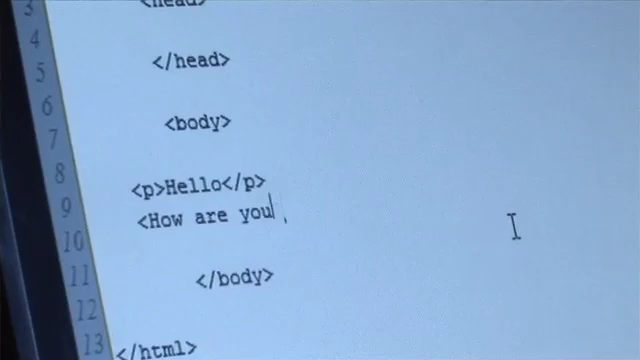 3 <head>
4
5 </head>
6
7 <body>
8
9 <p>Hello</p>
10 <How are you
11
12 </body>
13
</html>